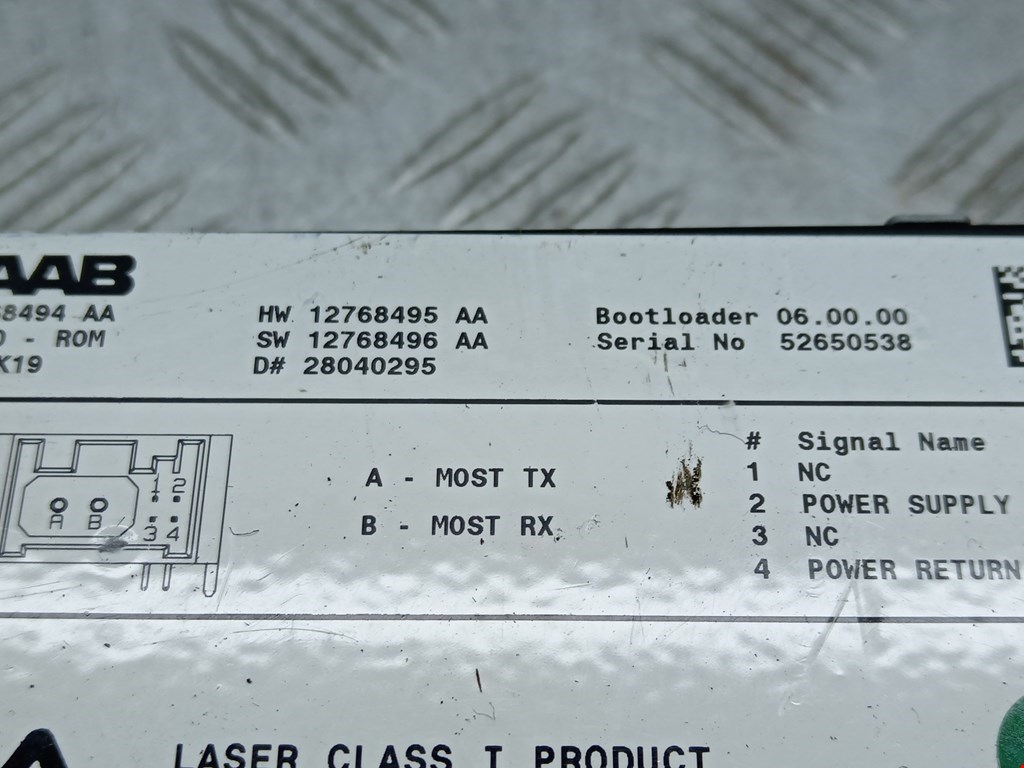 AAB
8494 AA
- ROM
K19
HW 12768495 AA
SW 12768496 AA
D# 28040295
Bootloader 06.00.00
Serial No 52650538
1 2
A B
3 4
A - MOST TX
B - MOST RX
# Signal Name
1 NC
2 POWER SUPPLY
3 NC
4 POWER RETURN
LASER CLASS I PRODUCT